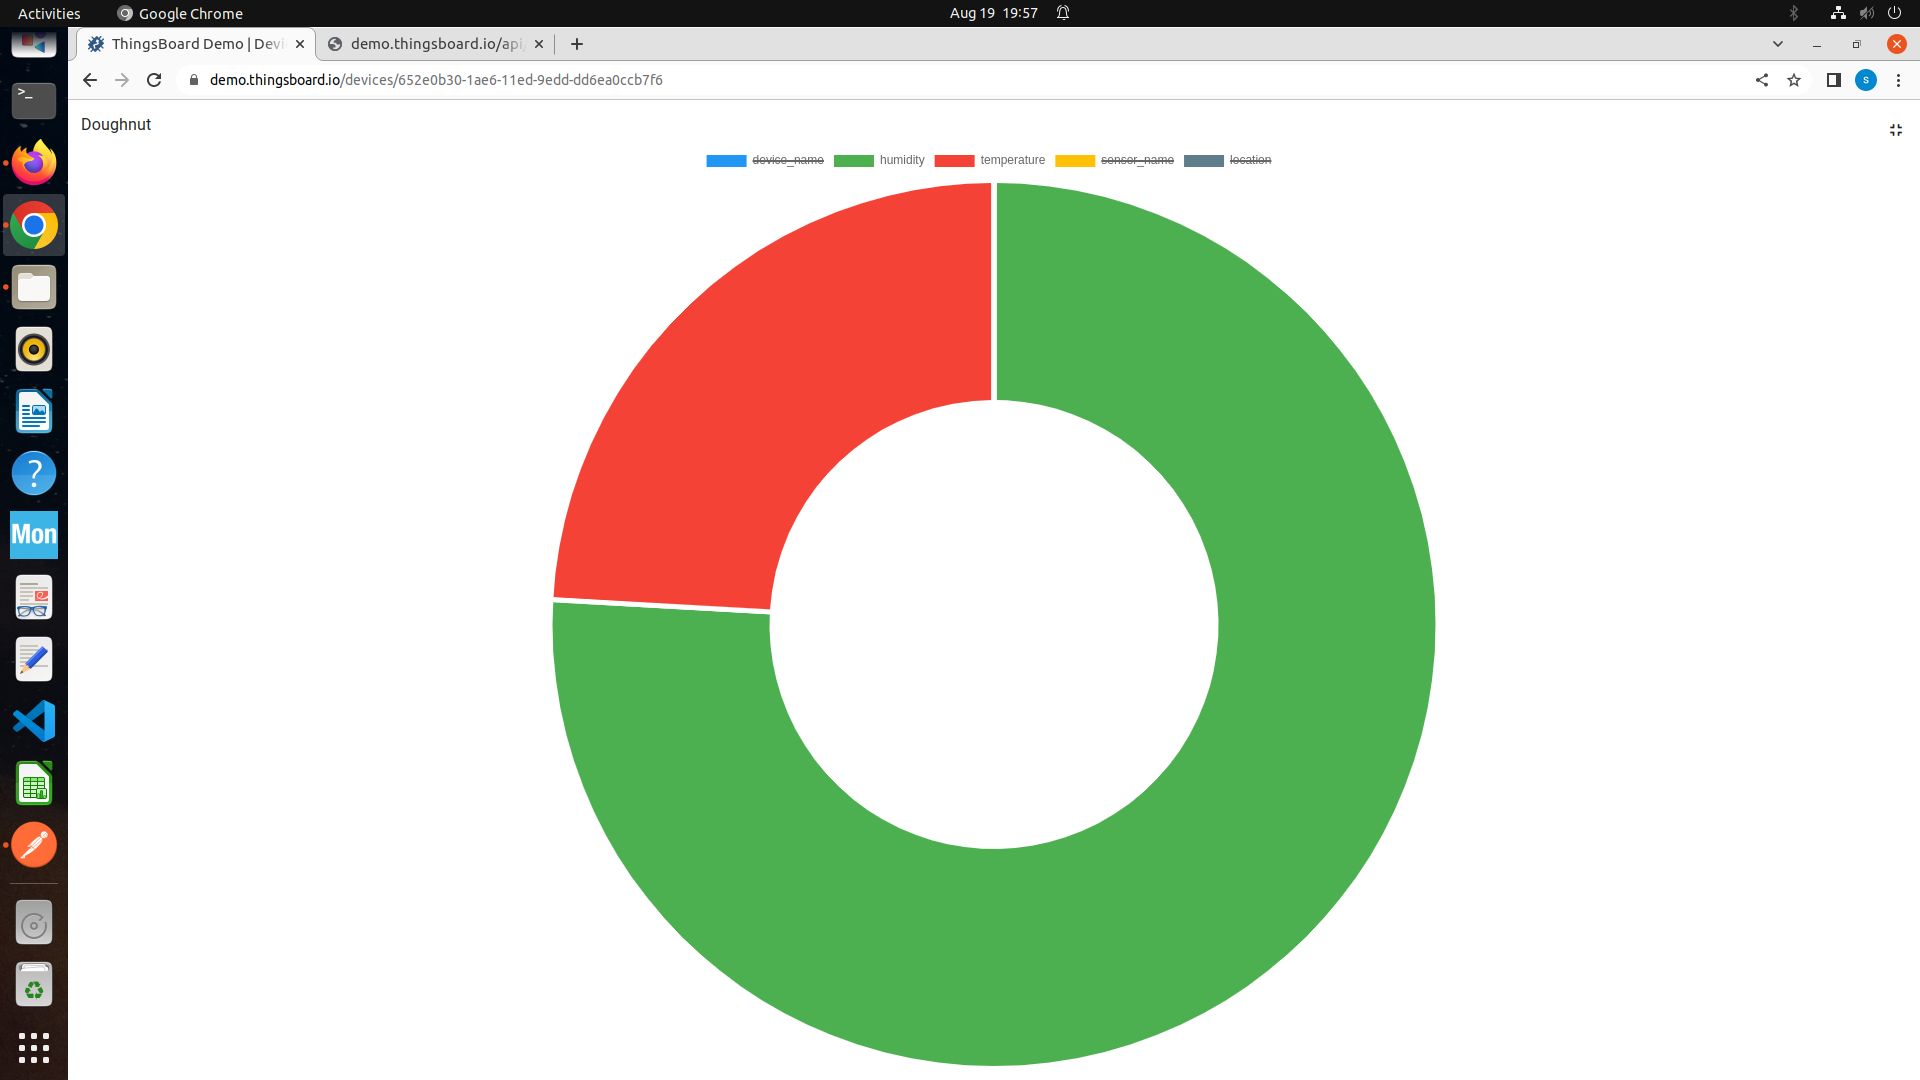 Activities
Google Chrome
Aug 19 19:57
ThingsBoard Demo | Devi
demo.thingsboard.io/api/
demo.thingsboard.io/devices/652e0b30-1ae6-11ed-9edd-dd6ea0ccb7f6
s
Doughnut
device_name humidity temperature sensor_name location
>_
?
Mon